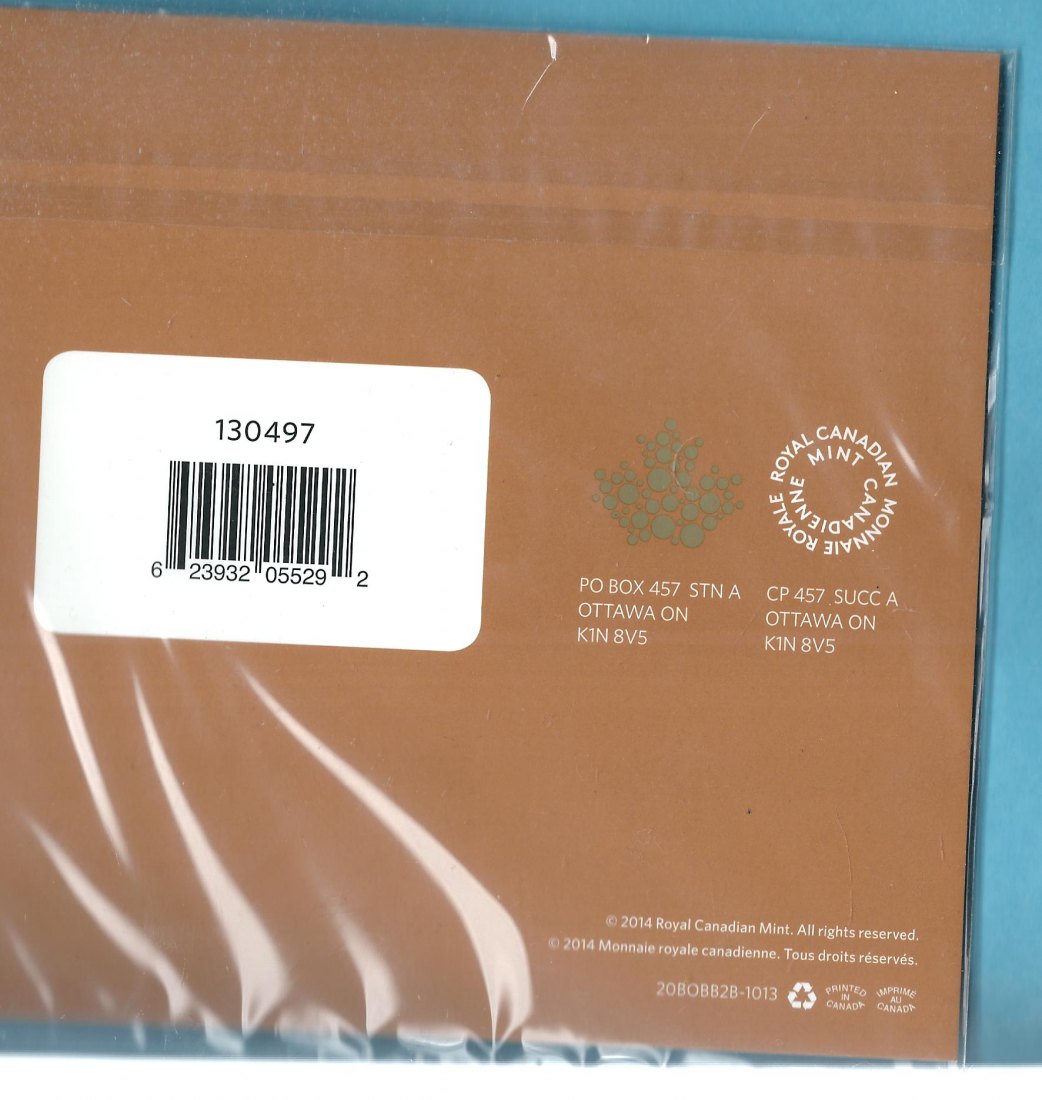 130497
6 23932 05529 2
ROYAL CANADIAN MINT
MONNAIE ROYALE CANADIENNE
PO BOX 457 STN A
OTTAWA ON
K1N 8V5
CP 457 SUCC A
OTTAWA ON
K1N 8V5
© 2014 Royal Canadian Mint. All rights reserved.
© 2014 Monnaie royale canadienne. Tous droits réservés.
20BOBB2B-1013
PRINTED
IN
CANADA
IMPRIMÉ
AU
CANADA